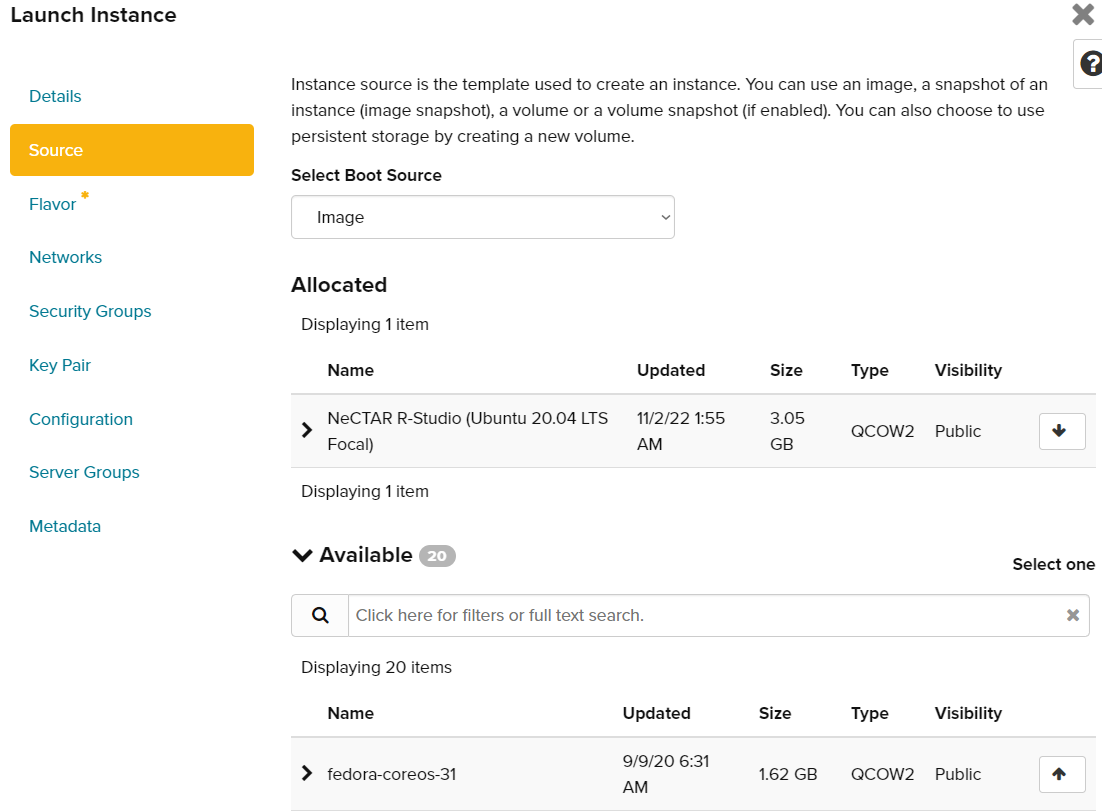 Launch Instance
Details
Source
Flavor *
Networks
Security Groups
Key Pair
Configuration
Server Groups
Metadata
Instance source is the template used to create an instance. You can use an image, a snapshot of an
instance (image snapshot), a volume or a volume snapshot (if enabled). You can also choose to use
persistent storage by creating a new volume.
Select Boot Source
Image
Allocated
Displaying 1 item
Name Updated Size Type Visibility
NeCTAR R-Studio (Ubuntu 20.04 LTS 11/2/22 1:55 3.05
Focal) AM GB QCOW2 Public
Displaying 1 item
Available 20
Select one
Click here for filters or full text search.
Displaying 20 items
Name Updated Size Type Visibility
fedora-coreos-31 9/9/20 6:31 1.62 GB QCOW2 Public
AM